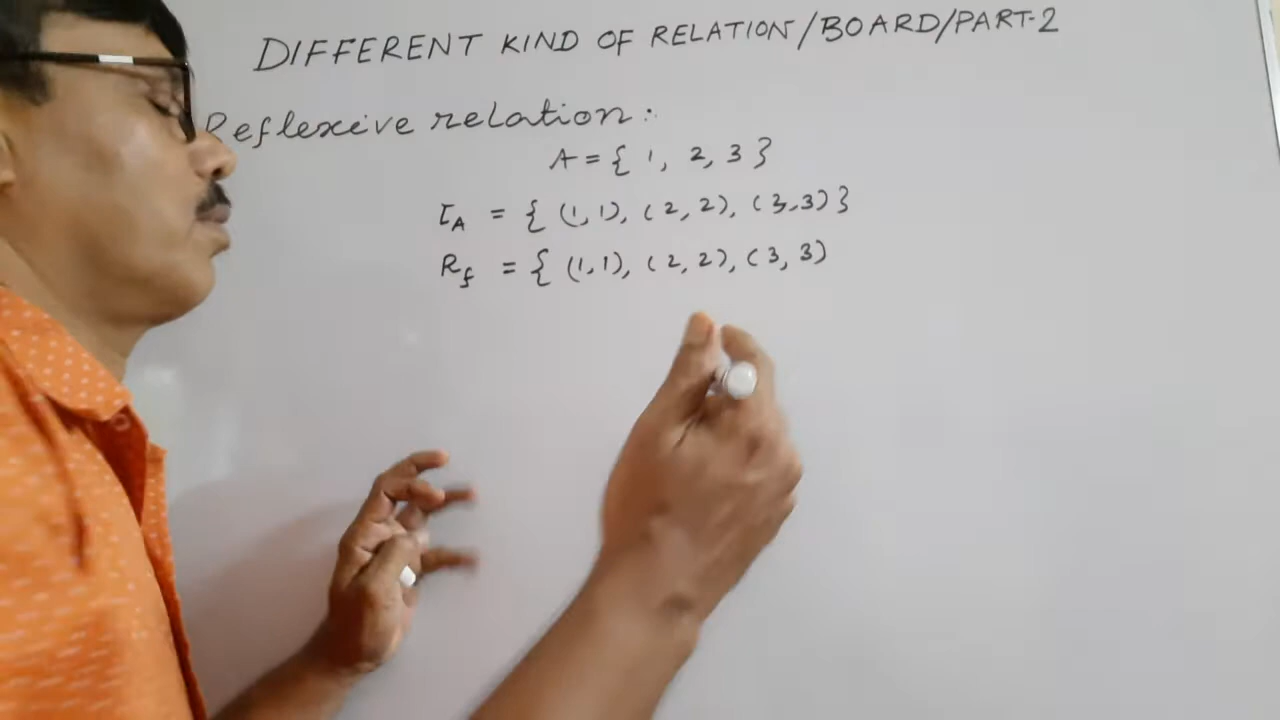 DIFFERENT KIND OF RELATION/BOARD/PART-2
Reflexive relation:
A = { 1, 2, 3 }
I_A = { (1,1), (2,2), (3,3) }
R_f = { (1,1), (2,2), (3,3)